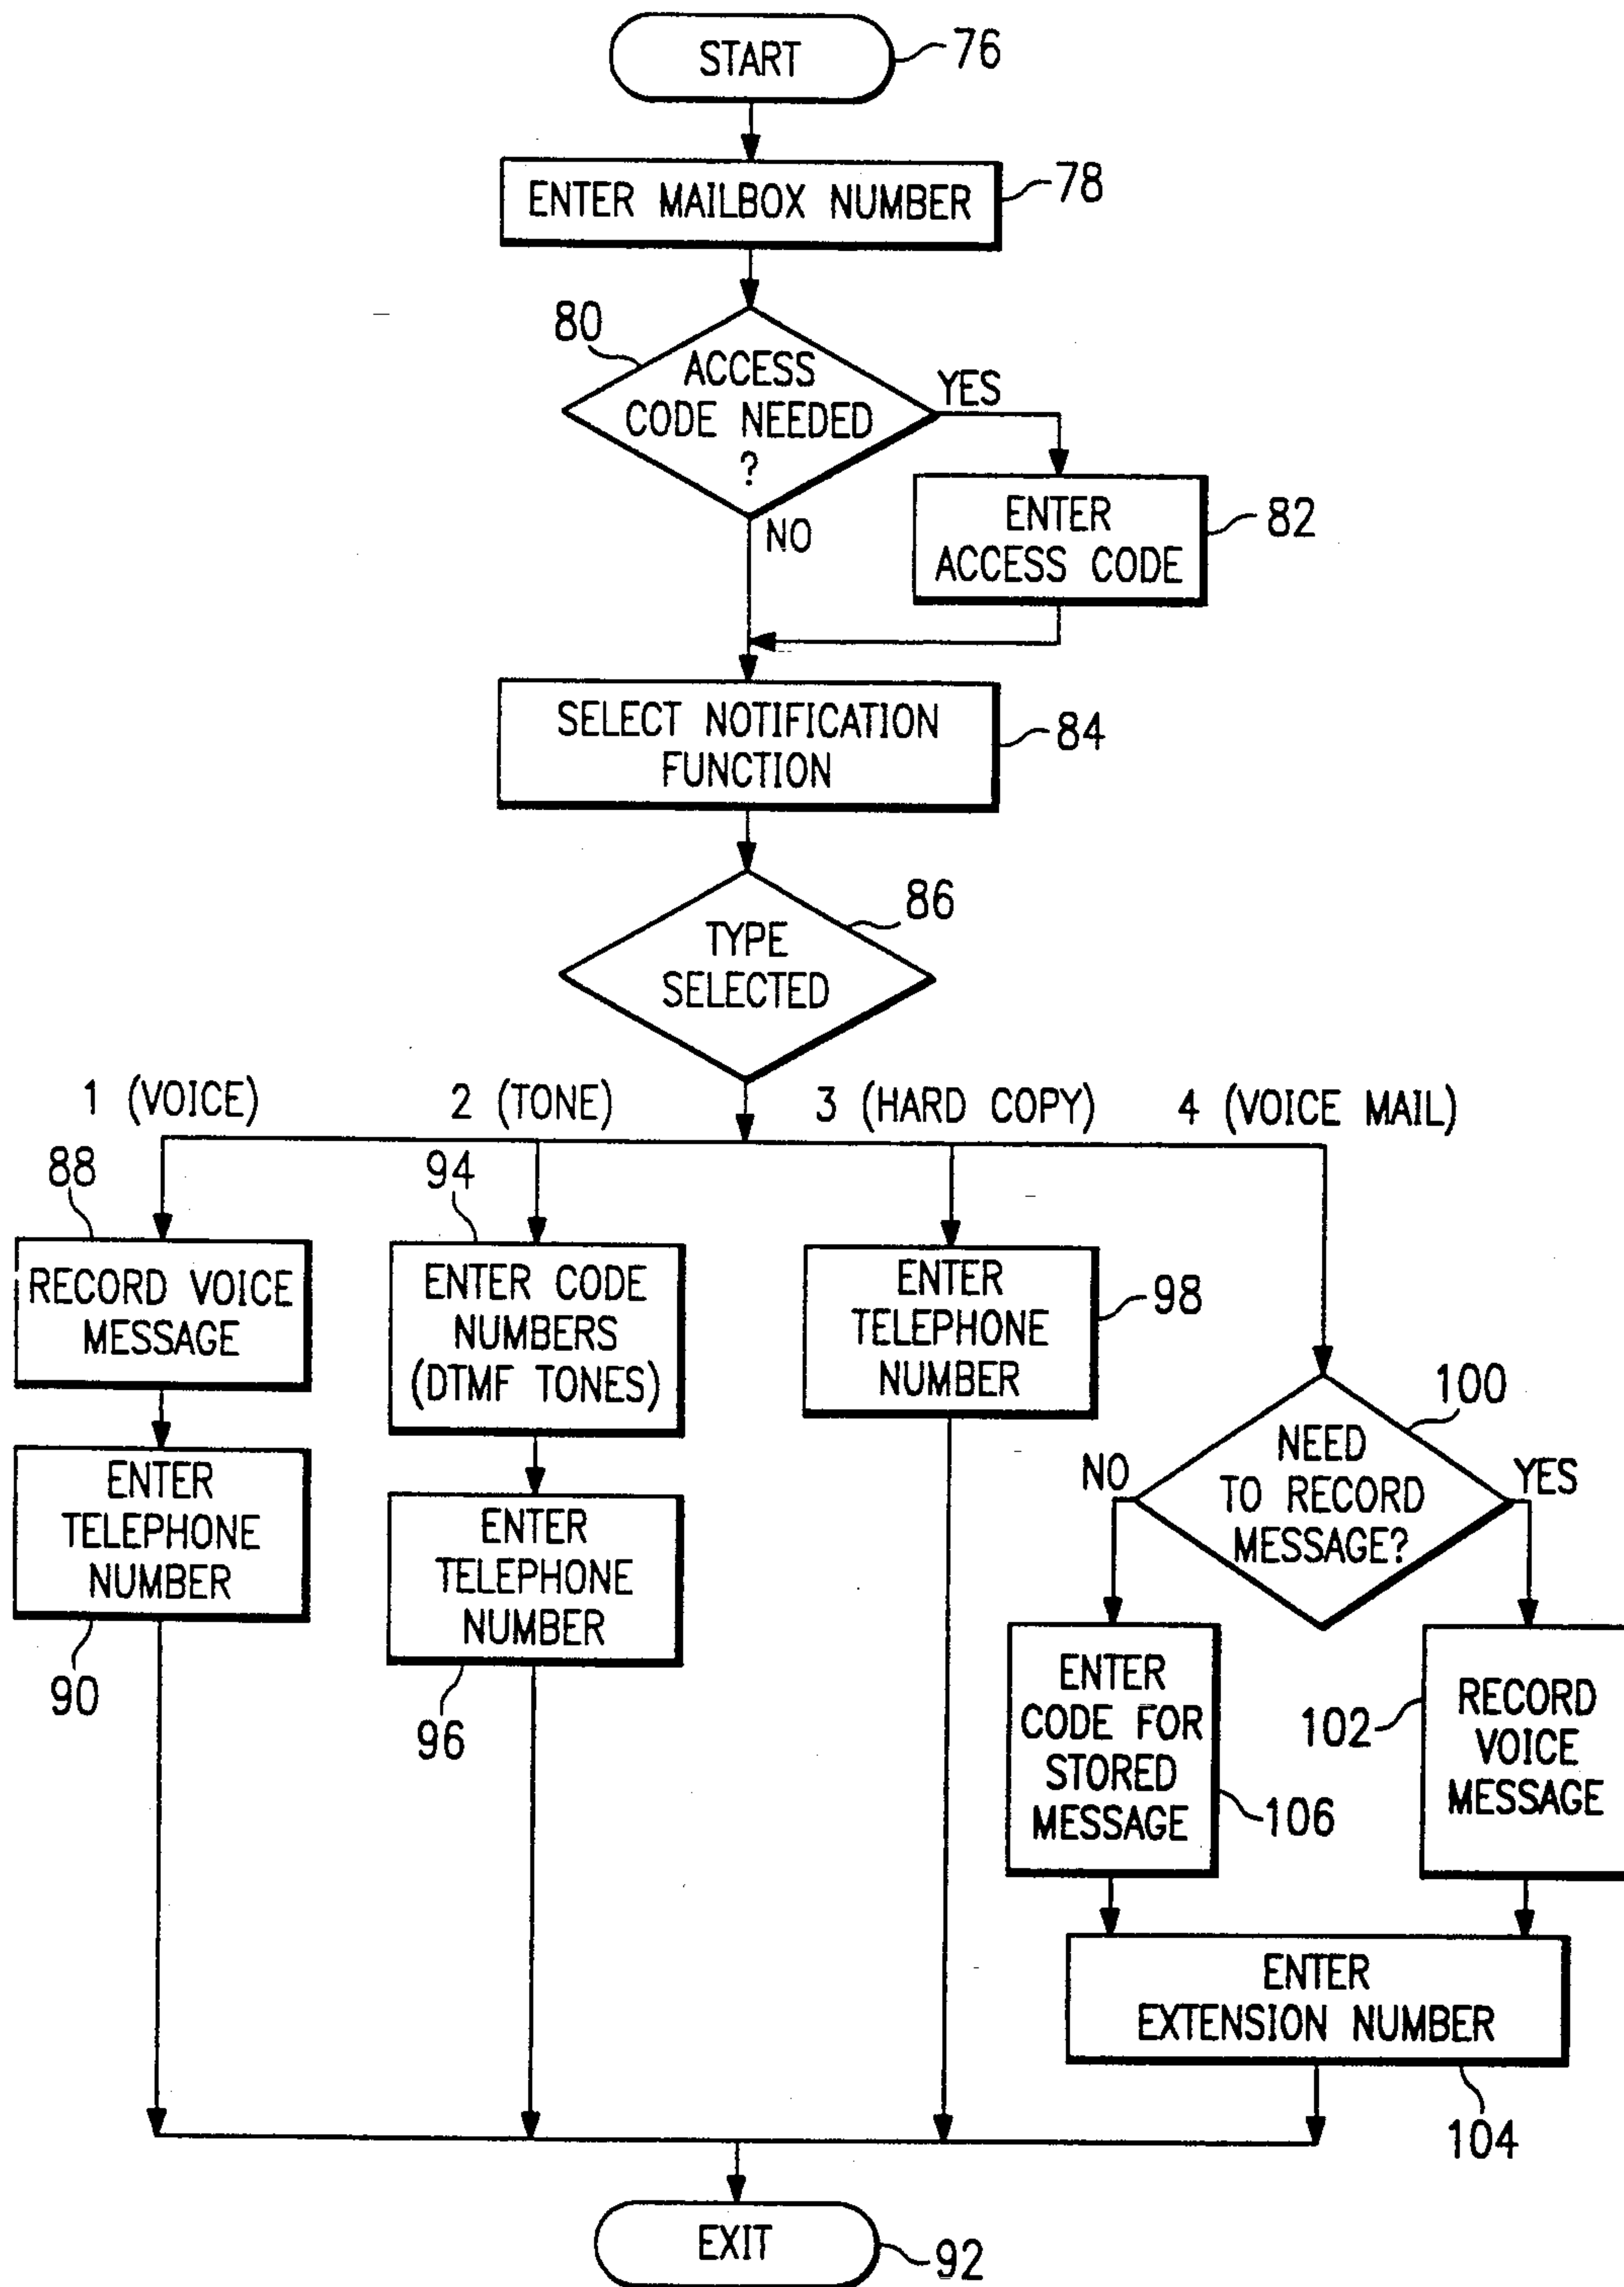 START
76
ENTER MAILBOX NUMBER
78
80
ACCESS
CODE NEEDED
?
YES
NO
ENTER
ACCESS CODE
82
SELECT NOTIFICATION
FUNCTION
84
86
TYPE
SELECTED
1 (VOICE)
2 (TONE)
3 (HARD COPY)
4 (VOICE MAIL)
88
RECORD VOICE
MESSAGE
ENTER
TELEPHONE
NUMBER
90
94
ENTER CODE
NUMBERS
(DTMF TONES)
ENTER
TELEPHONE
NUMBER
96
ENTER
TELEPHONE
NUMBER
98
100
NEED
TO RECORD
MESSAGE?
NO
YES
ENTER
CODE FOR
STORED
MESSAGE
106
102
RECORD
VOICE
MESSAGE
ENTER
EXTENSION NUMBER
104
EXIT
92